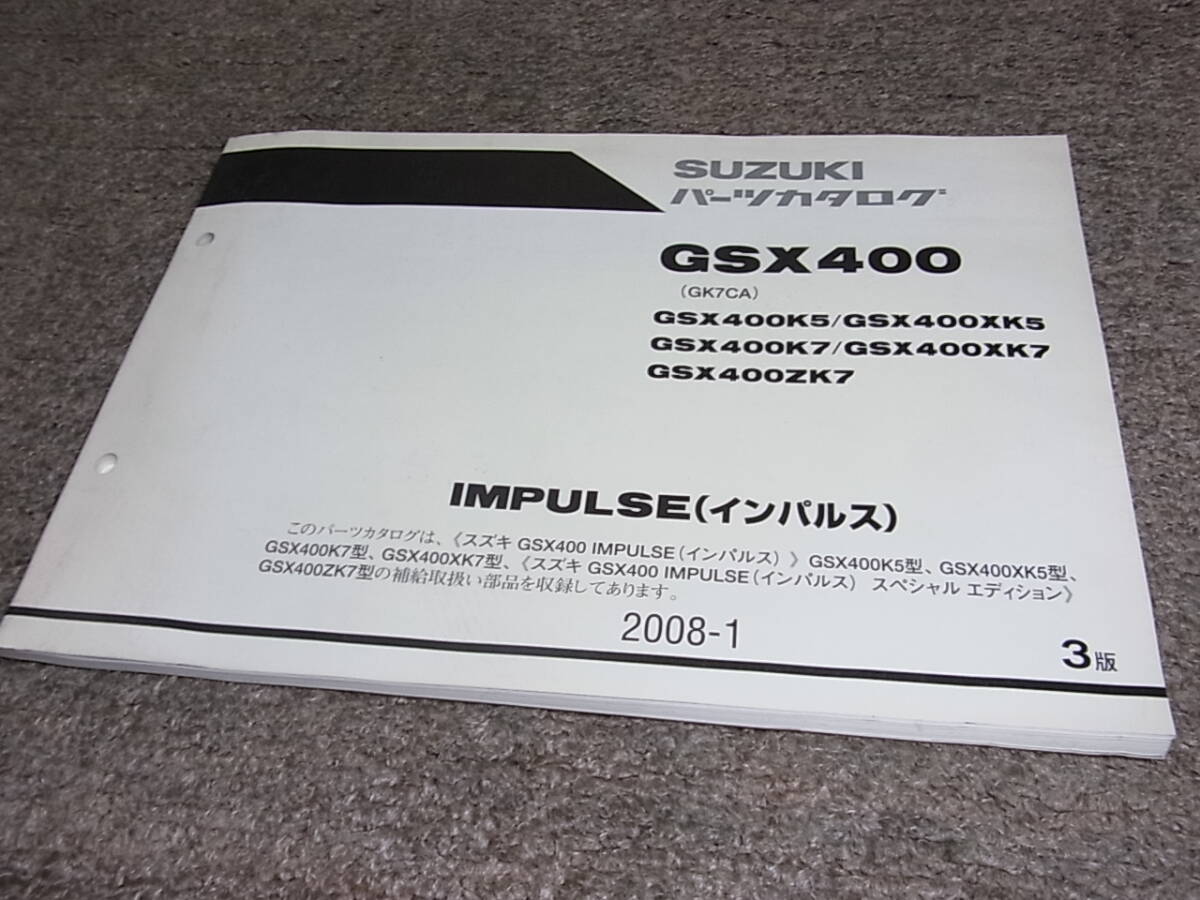 SUZUKI
パーツカタログ
GSX400
（GK7CA）
GSX400K5/GSX400XK5
GSX400K7/GSX400XK7
GSX400ZK7
IMPULSE（インパルス）
このパーツカタログは、《スズキ GSX400 IMPULSE（インパルス）》GSX400K5型、GSX400XK5型、
GSX400K7型、GSX400XK7型、《スズキ GSX400 IMPULSE（インパルス） スペシャル エディション》
GSX400ZK7型の補給取扱い部品を収録してあります。
2008-1
3版